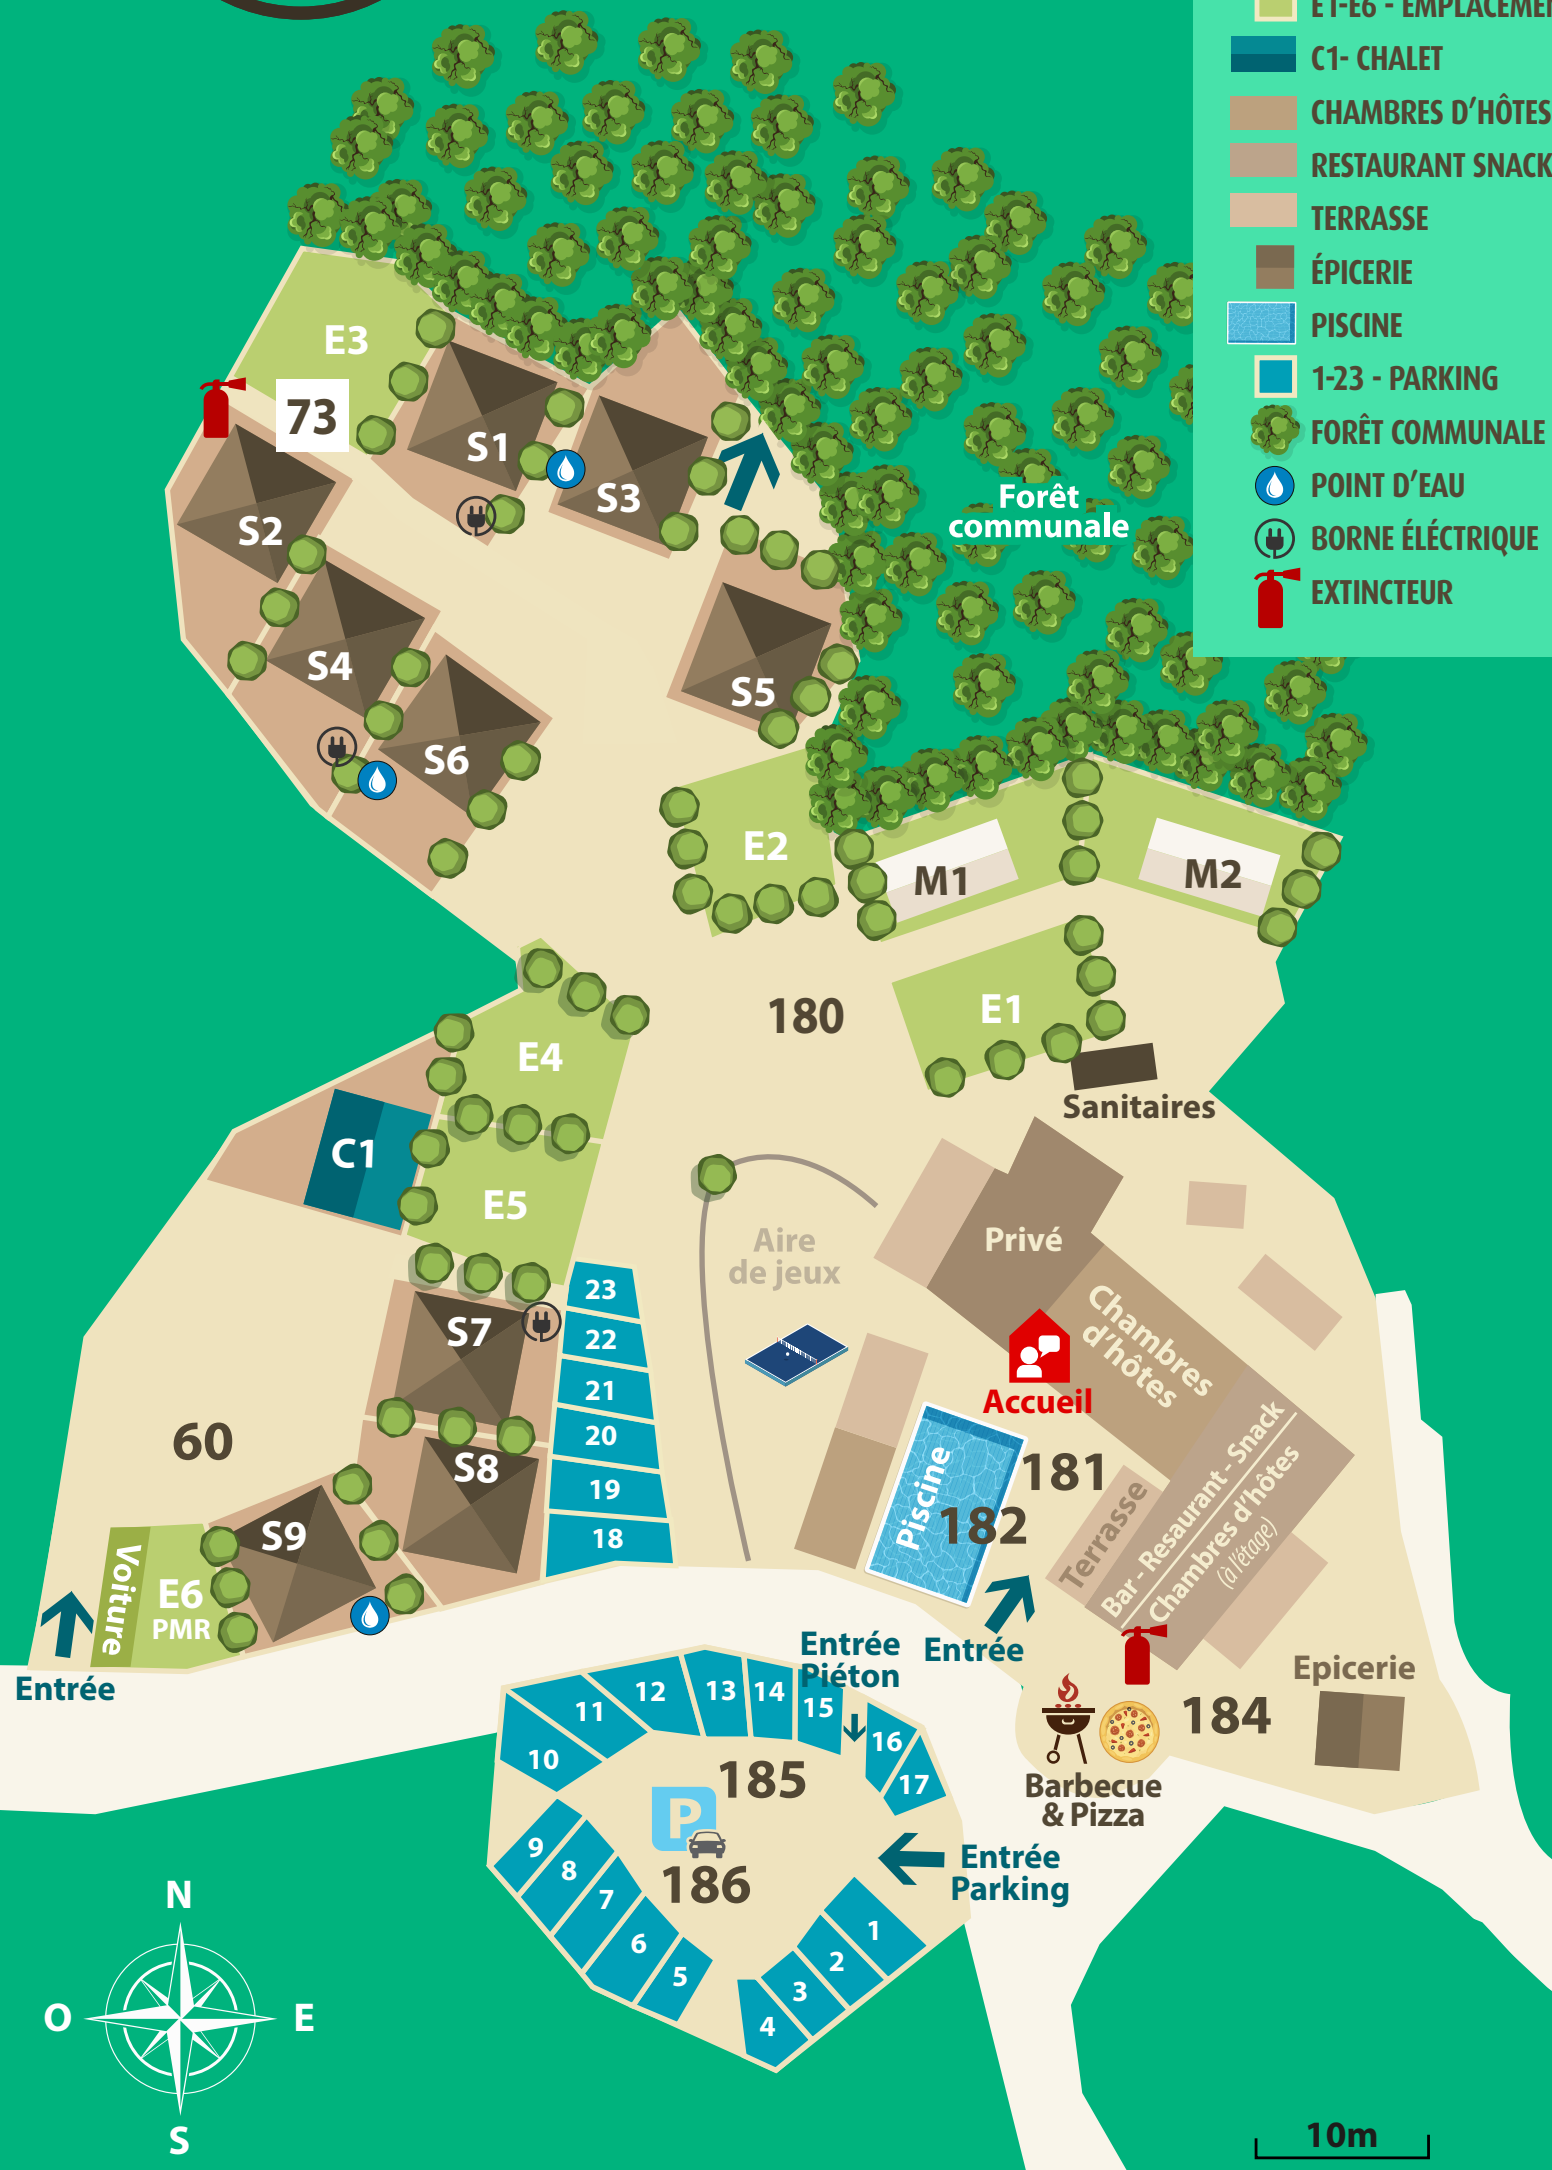 E1-E6 - EMPLACEMEN
C1- CHALET
CHAMBRES D'HÔTES
RESTAURANT SNACK
TERRASSE
ÉPICERIE
PISCINE
1-23 - PARKING
FORÊT COMMUNALE
POINT D'EAU
BORNE ÉLÉCTRIQUE
EXTINCTEUR
E3
73
S1
S2
S3
Forêt
communale
S4
S5
S6
E2
M1
M2
180
E1
E4
Sanitaires
C1
E5
Aire
de jeux
Privé
Chambres
d'hôtes
Accueil
23
22
21
20
19
18
S7
S8
60
S9
Voiture
E6
PMR
Entrée
Piscine
181
182
Terrasse
Bar - Resaurant - Snack
Chambres d'hôtes
(à l'étage)
Entrée
Piéton
Entrée
Epicerie
184
Barbecue
& Pizza
10
11
12
13
14
15
16
17
185
P
186
Entrée
Parking
9
8
7
6
5
4
3
2
1
N
O
E
S
10m